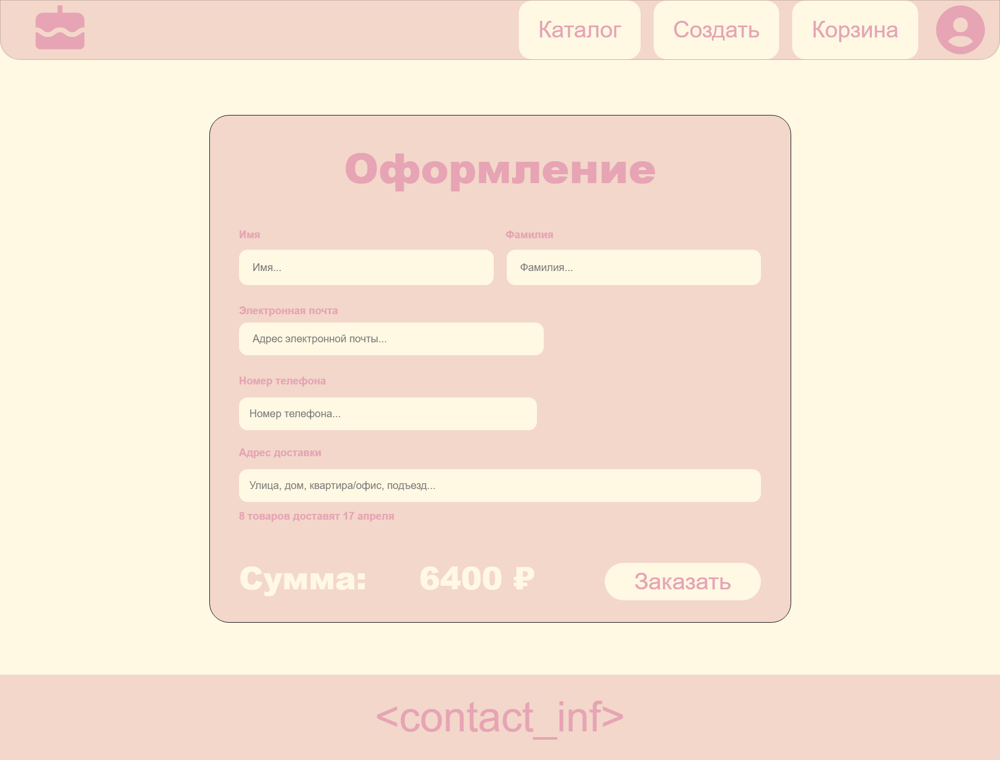 Каталог Создать Корзина
Оформление
Имя Фамилия
Имя... Фамилия...
Электронная почта
Адрес электронной почты...
Номер телефона
Номер телефона...
Адрес доставки
Улица, дом, квартира/офис, подъезд...
8 товаров доставят 17 апреля
Сумма: 6400 ₽ Заказать
<contact_inf>